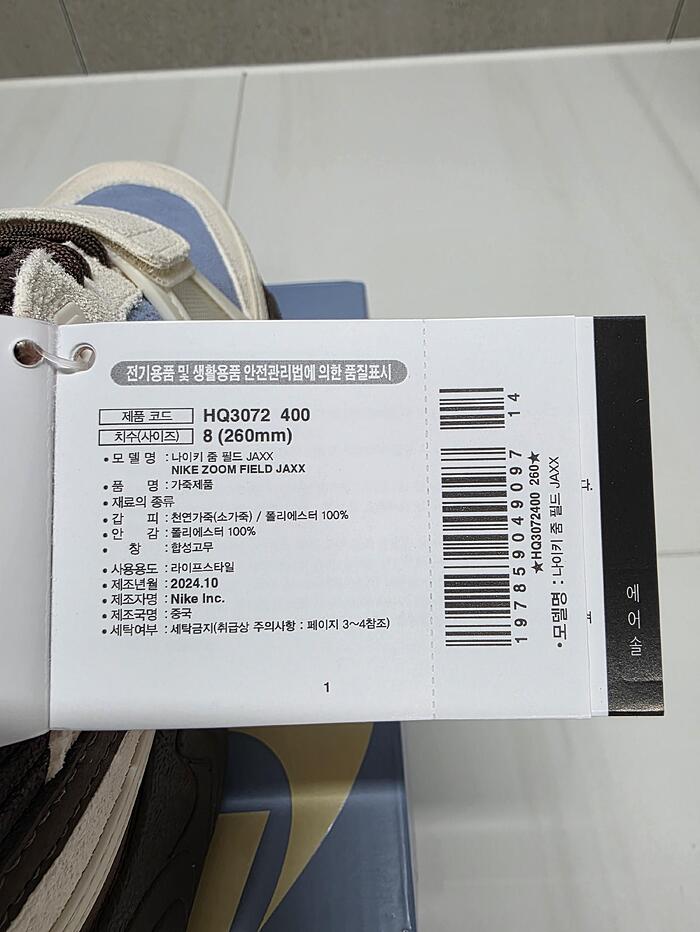 전기용품 및 생활용품 안전관리법에 의한 품질표시
제품 코드 HQ3072 400
치수(사이즈) 8 (260mm)
• 모 델 명 : 나이키 줌 필드 JAXX
NIKE ZOOM FIELD JAXX
• 품 명 : 가죽제품
• 재료의 종류
• 갑 피 : 천연가죽(소가죽) / 폴리에스터 100%
• 안 감 : 폴리에스터 100%
• 창 : 합성고무
• 사용용도 : 라이프스타일
• 제조년월 : 2024.10
• 제조자명 : Nike Inc.
• 제조국명 : 중국
• 세탁여부 : 세탁금지(취급상 주의사항 : 페이지 3~4참조)
1
14
197859049097
★HQ3072400 260★
• 모델명 : 나이키 줌 필드 JAXX
다.
에어솔